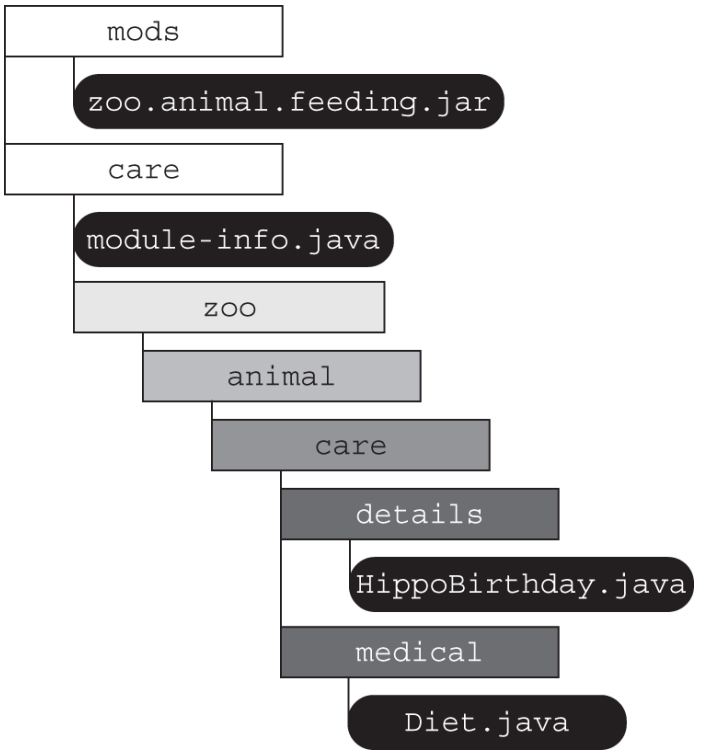 mods
zoo.animal.feeding.jar
care
module-info.java
zoo
animal
care
details
HippoBirthday.java
medical
Diet.java